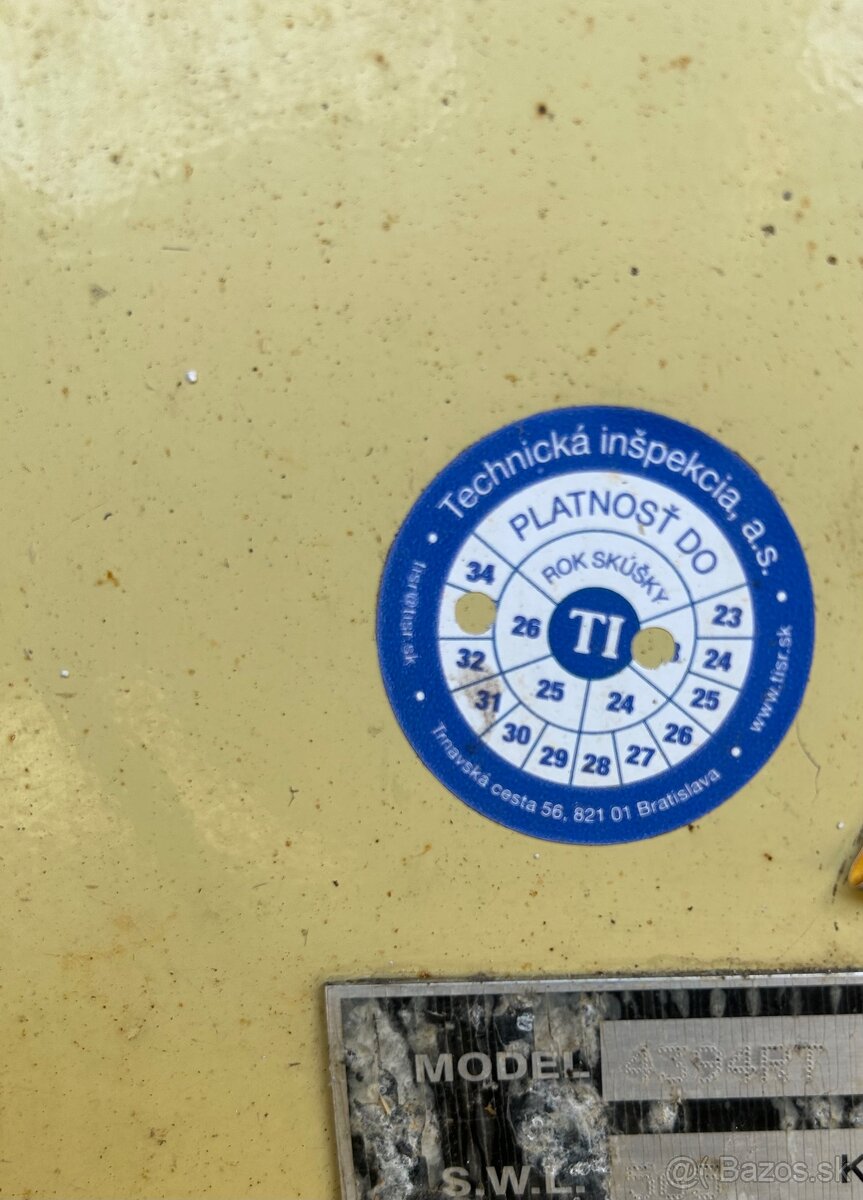 Technická inšpekcia, a.s.
PLATNOSŤ DO
ROK SKÚŠKY
TI
26
25
24
34
32
31
30
29
28
27
26
25
24
23
tisr@tisr.sk
www.tisr.sk
Trnavská cesta 56, 821 01 Bratislava
MODEL 4394RT
S.W.L.
K
@ Bazos.sk